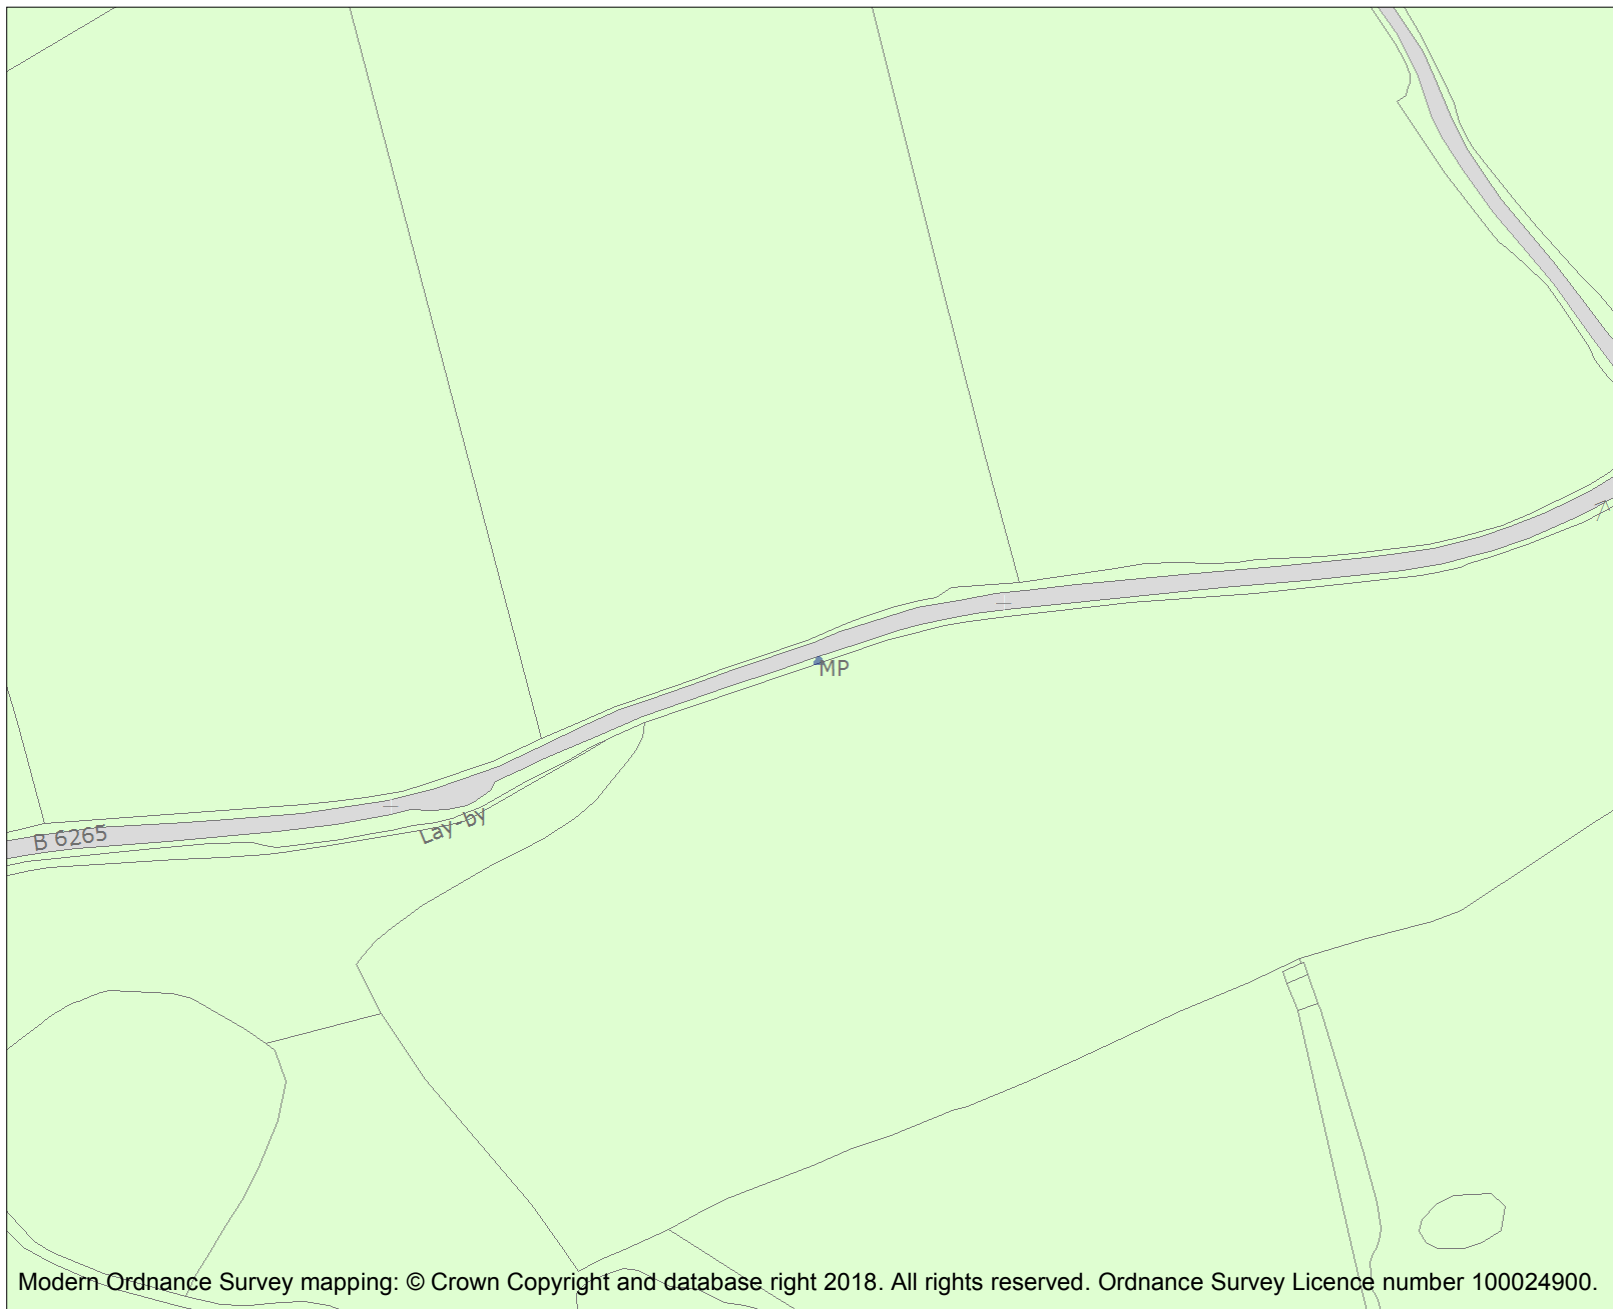 MP
Lay-by
B 6265
Modern Ordnance Survey mapping: © Crown Copyright and database right 2018. All rights reserved. Ordnance Survey Licence number 100024900.